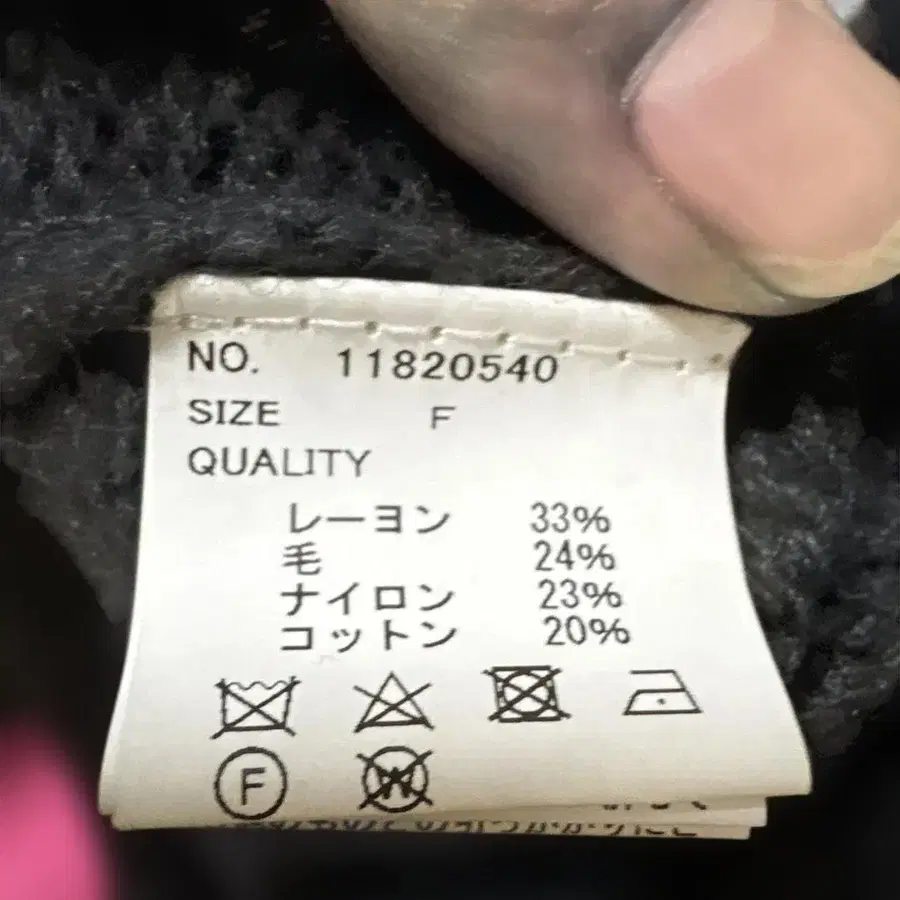 NO. 11820540
SIZE F
QUALITY
レーヨン 33%
毛 24%
ナイロン 23%
コットン 20%
F
W